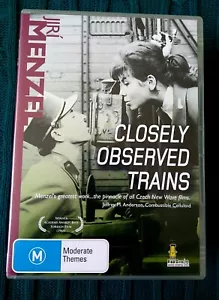 JIŘÍ
MENZEL
CLOSELY
OBSERVED
TRAINS
Menzel's greatest work...the pinnacle of all Czech New Wave films.
Jeffrey M. Anderson, Combustible Celluloid
WINNER
M
Moderate
Themes